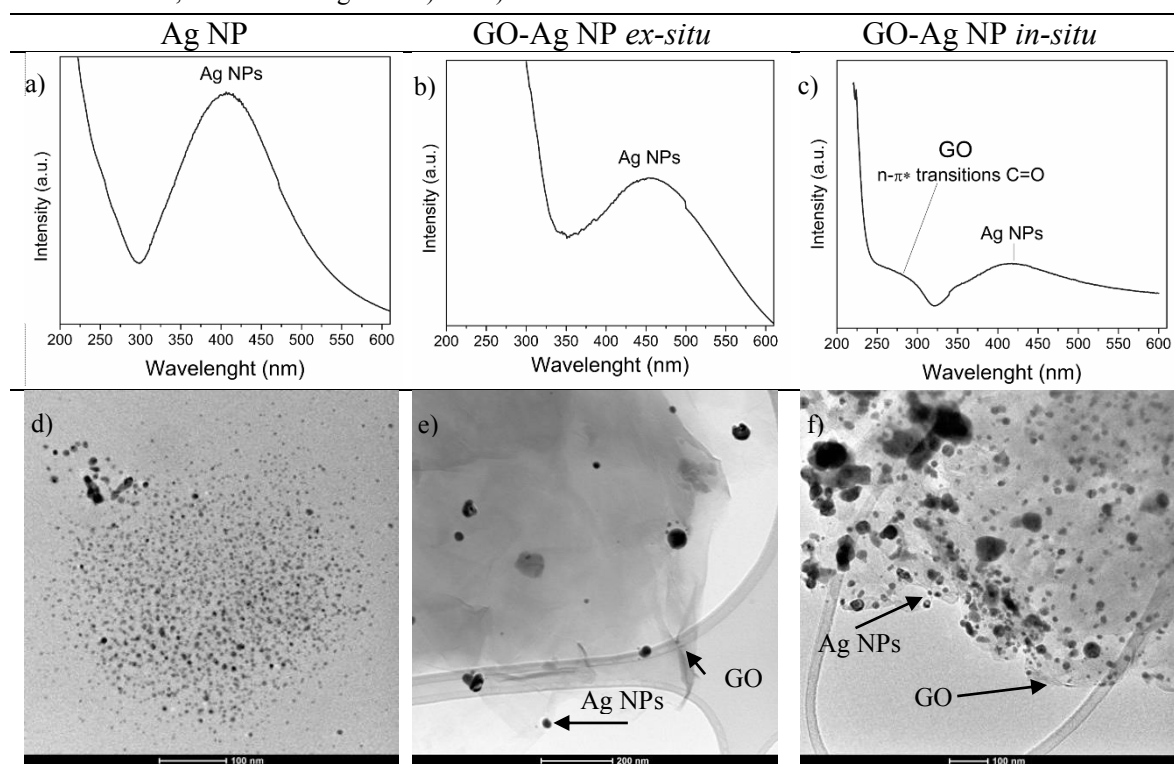 Ag NP
GO-Ag NP ex-situ
GO-Ag NP in-situ
a)
Ag NPs
Intensity (a.u.)
200 250 300 350 400 450 500 550 600
Wavelenght (nm)
b)
Ag NPs
Intensity (a.u.)
200 250 300 350 400 450 500 550 600
Wavelenght (nm)
c)
GO
n-π* transitions C=O
Ag NPs
Intensity (a.u.)
200 250 300 350 400 450 500 550 600
Wavelenght (nm)
d)
100 nm
e)
GO
Ag NPs
200 nm
f)
Ag NPs
GO
100 nm